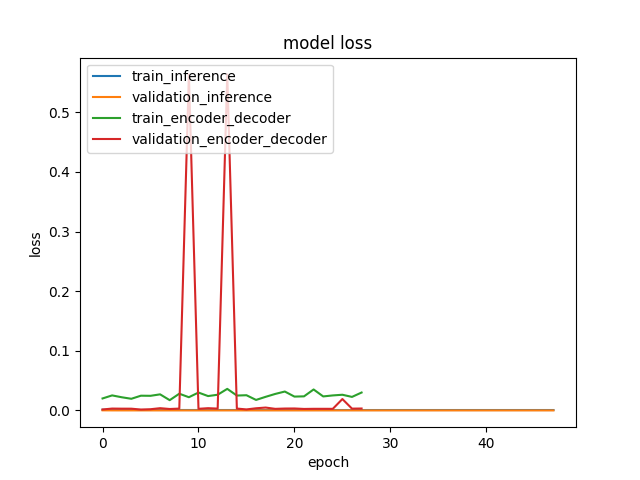 model loss
train_inference
validation_inference
train_encoder_decoder
validation_encoder_decoder
0.5
0.4
0.3
0.2
0.1
0.0
loss
0 10 20 30 40
epoch